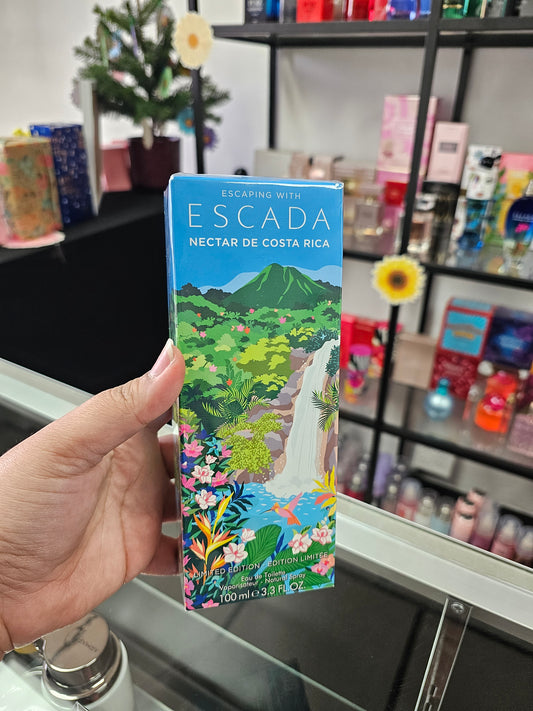 ESCAPING WITH
ESCADA
NECTAR DE COSTA RICA
LIMITED EDITION - ÉDITION LIMITÉE
Eau de Toilette
Vaporisateur - Natural Spray
100 ml e 3.3 FL.OZ.